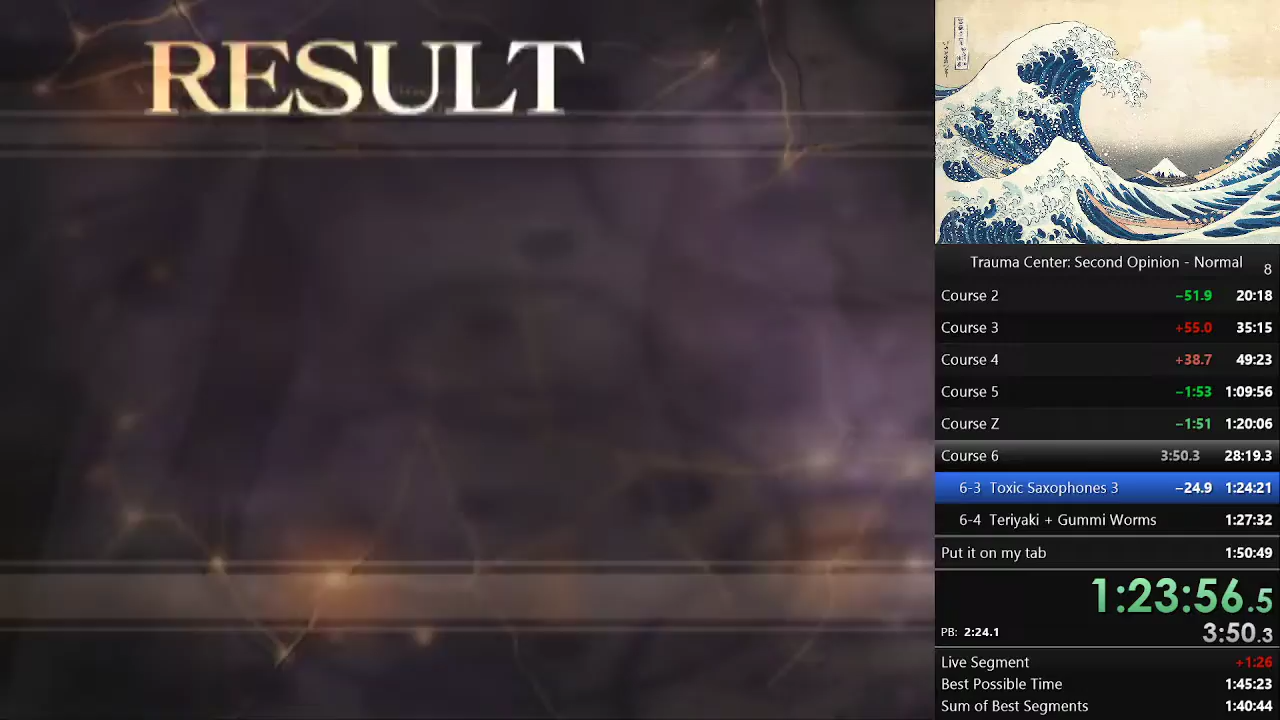 RESULT
Trauma Center: Second Opinion - Normal
8
Course 2 −51.9 20:18
Course 3 +55.0 35:15
Course 4 +38.7 49:23
Course 5 −1:53 1:09:56
Course Z −1:51 1:20:06
Course 6 3:50.3 28:19.3
6-3 Toxic Saxophones 3 −24.9 1:24:21
6-4 Teriyaki + Gummi Worms 1:27:32
Put it on my tab 1:50:49
1:23:56.5
PB: 2:24.1 3:50.3
Live Segment +1:26
Best Possible Time 1:45:23
Sum of Best Segments 1:40:44